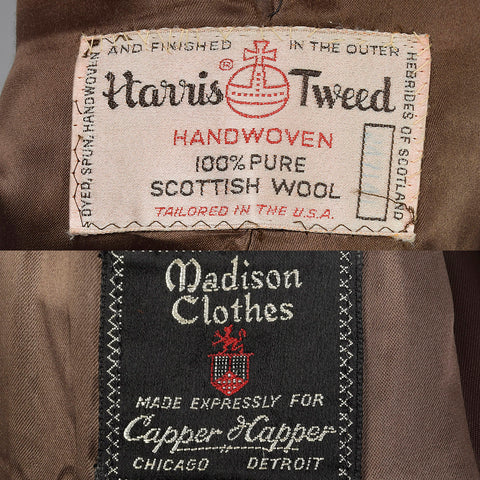 DYED, SPUN, HANDWOVEN
AND FINISHED IN THE OUTER
HEBRIDES OF SCOTLAND
Harris Tweed
®
HANDWOVEN
100% PURE
SCOTTISH WOOL
TAILORED IN THE U.S.A.
Madison
Clothes
MADE EXPRESSLY FOR
Capper & Capper
CHICAGO DETROIT